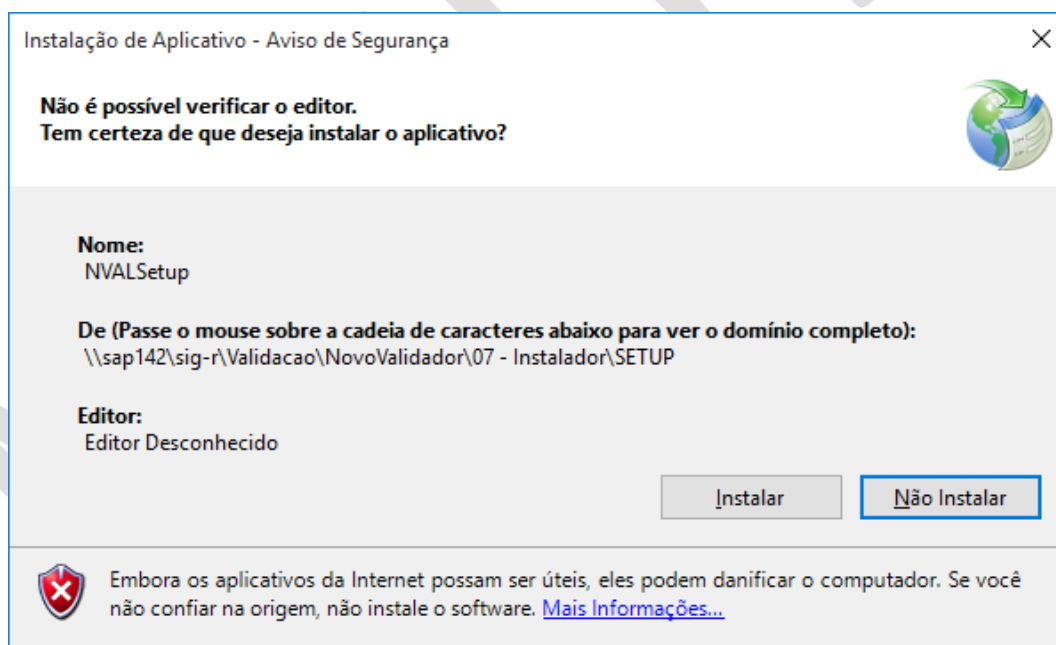 Instalação de Aplicativo - Aviso de Segurança
Não é possível verificar o editor.
Tem certeza de que deseja instalar o aplicativo?
Nome:
NVALSetup
De (Passe o mouse sobre a cadeia de caracteres abaixo para ver o domínio completo):
\\sap142\sig-r\Validacao\NovoValidador\07 - Instalador\SETUP
Editor:
Editor Desconhecido
Instalar
Não Instalar
Embora os aplicativos da Internet possam ser úteis, eles podem danificar o computador. Se você
não confiar na origem, não instale o software. Mais Informações...